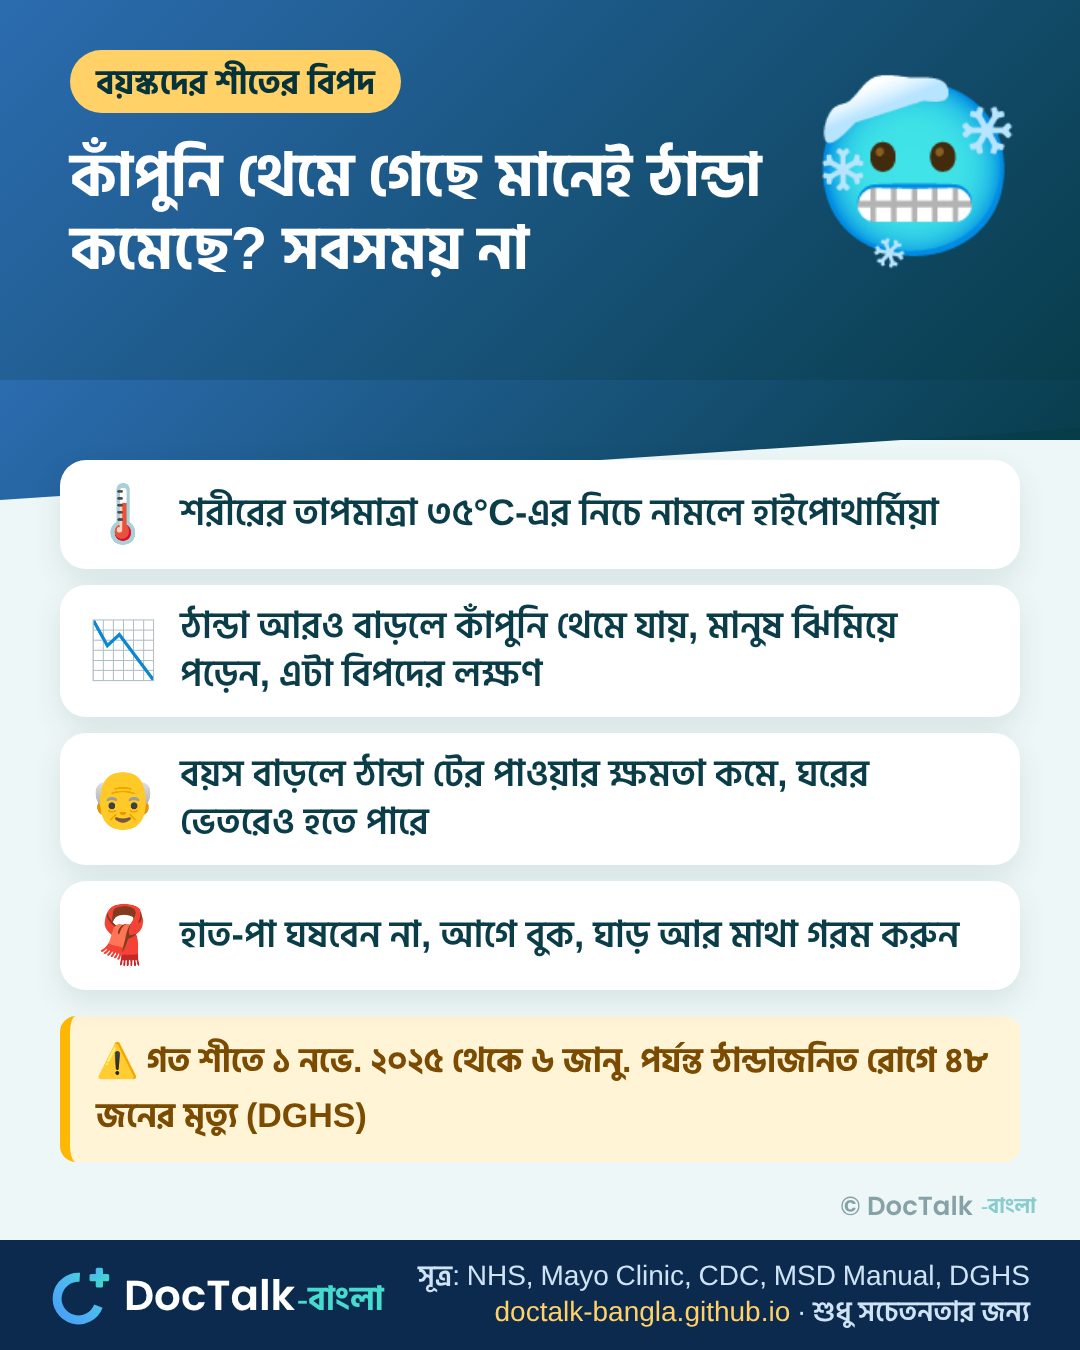 বয়স্কদের শীতের বিপদ
কাঁপুনি থেমে গেছে মানেই ঠান্ডা
কমেছে? সবসময় না
শরীরের তাপমাত্রা ৩৫°C-এর নিচে নামলে হাইপোথার্মিয়া
ঠান্ডা আরও বাড়লে কাঁপুনি থেমে যায়, মানুষ ঝিমিয়ে
পড়েন, এটা বিপদের লক্ষণ
বয়স বাড়লে ঠান্ডা টের পাওয়ার ক্ষমতা কমে, ঘরের
ভেতরেও হতে পারে
হাত-পা ঘষবেন না, আগে বুক, ঘাড় আর মাথা গরম করুন
⚠️ গত শীতে ১ নভে. ২০২৫ থেকে ৬ জানু. পর্যন্ত ঠান্ডাজনিত রোগে ৪৮
জনের মৃত্যু (DGHS)
© DocTalk -বাংলা
DocTalk-বাংলা
সূত্র: NHS, Mayo Clinic, CDC, MSD Manual, DGHS
doctalk-bangla.github.io · শুধু সচেতনতার জন্য